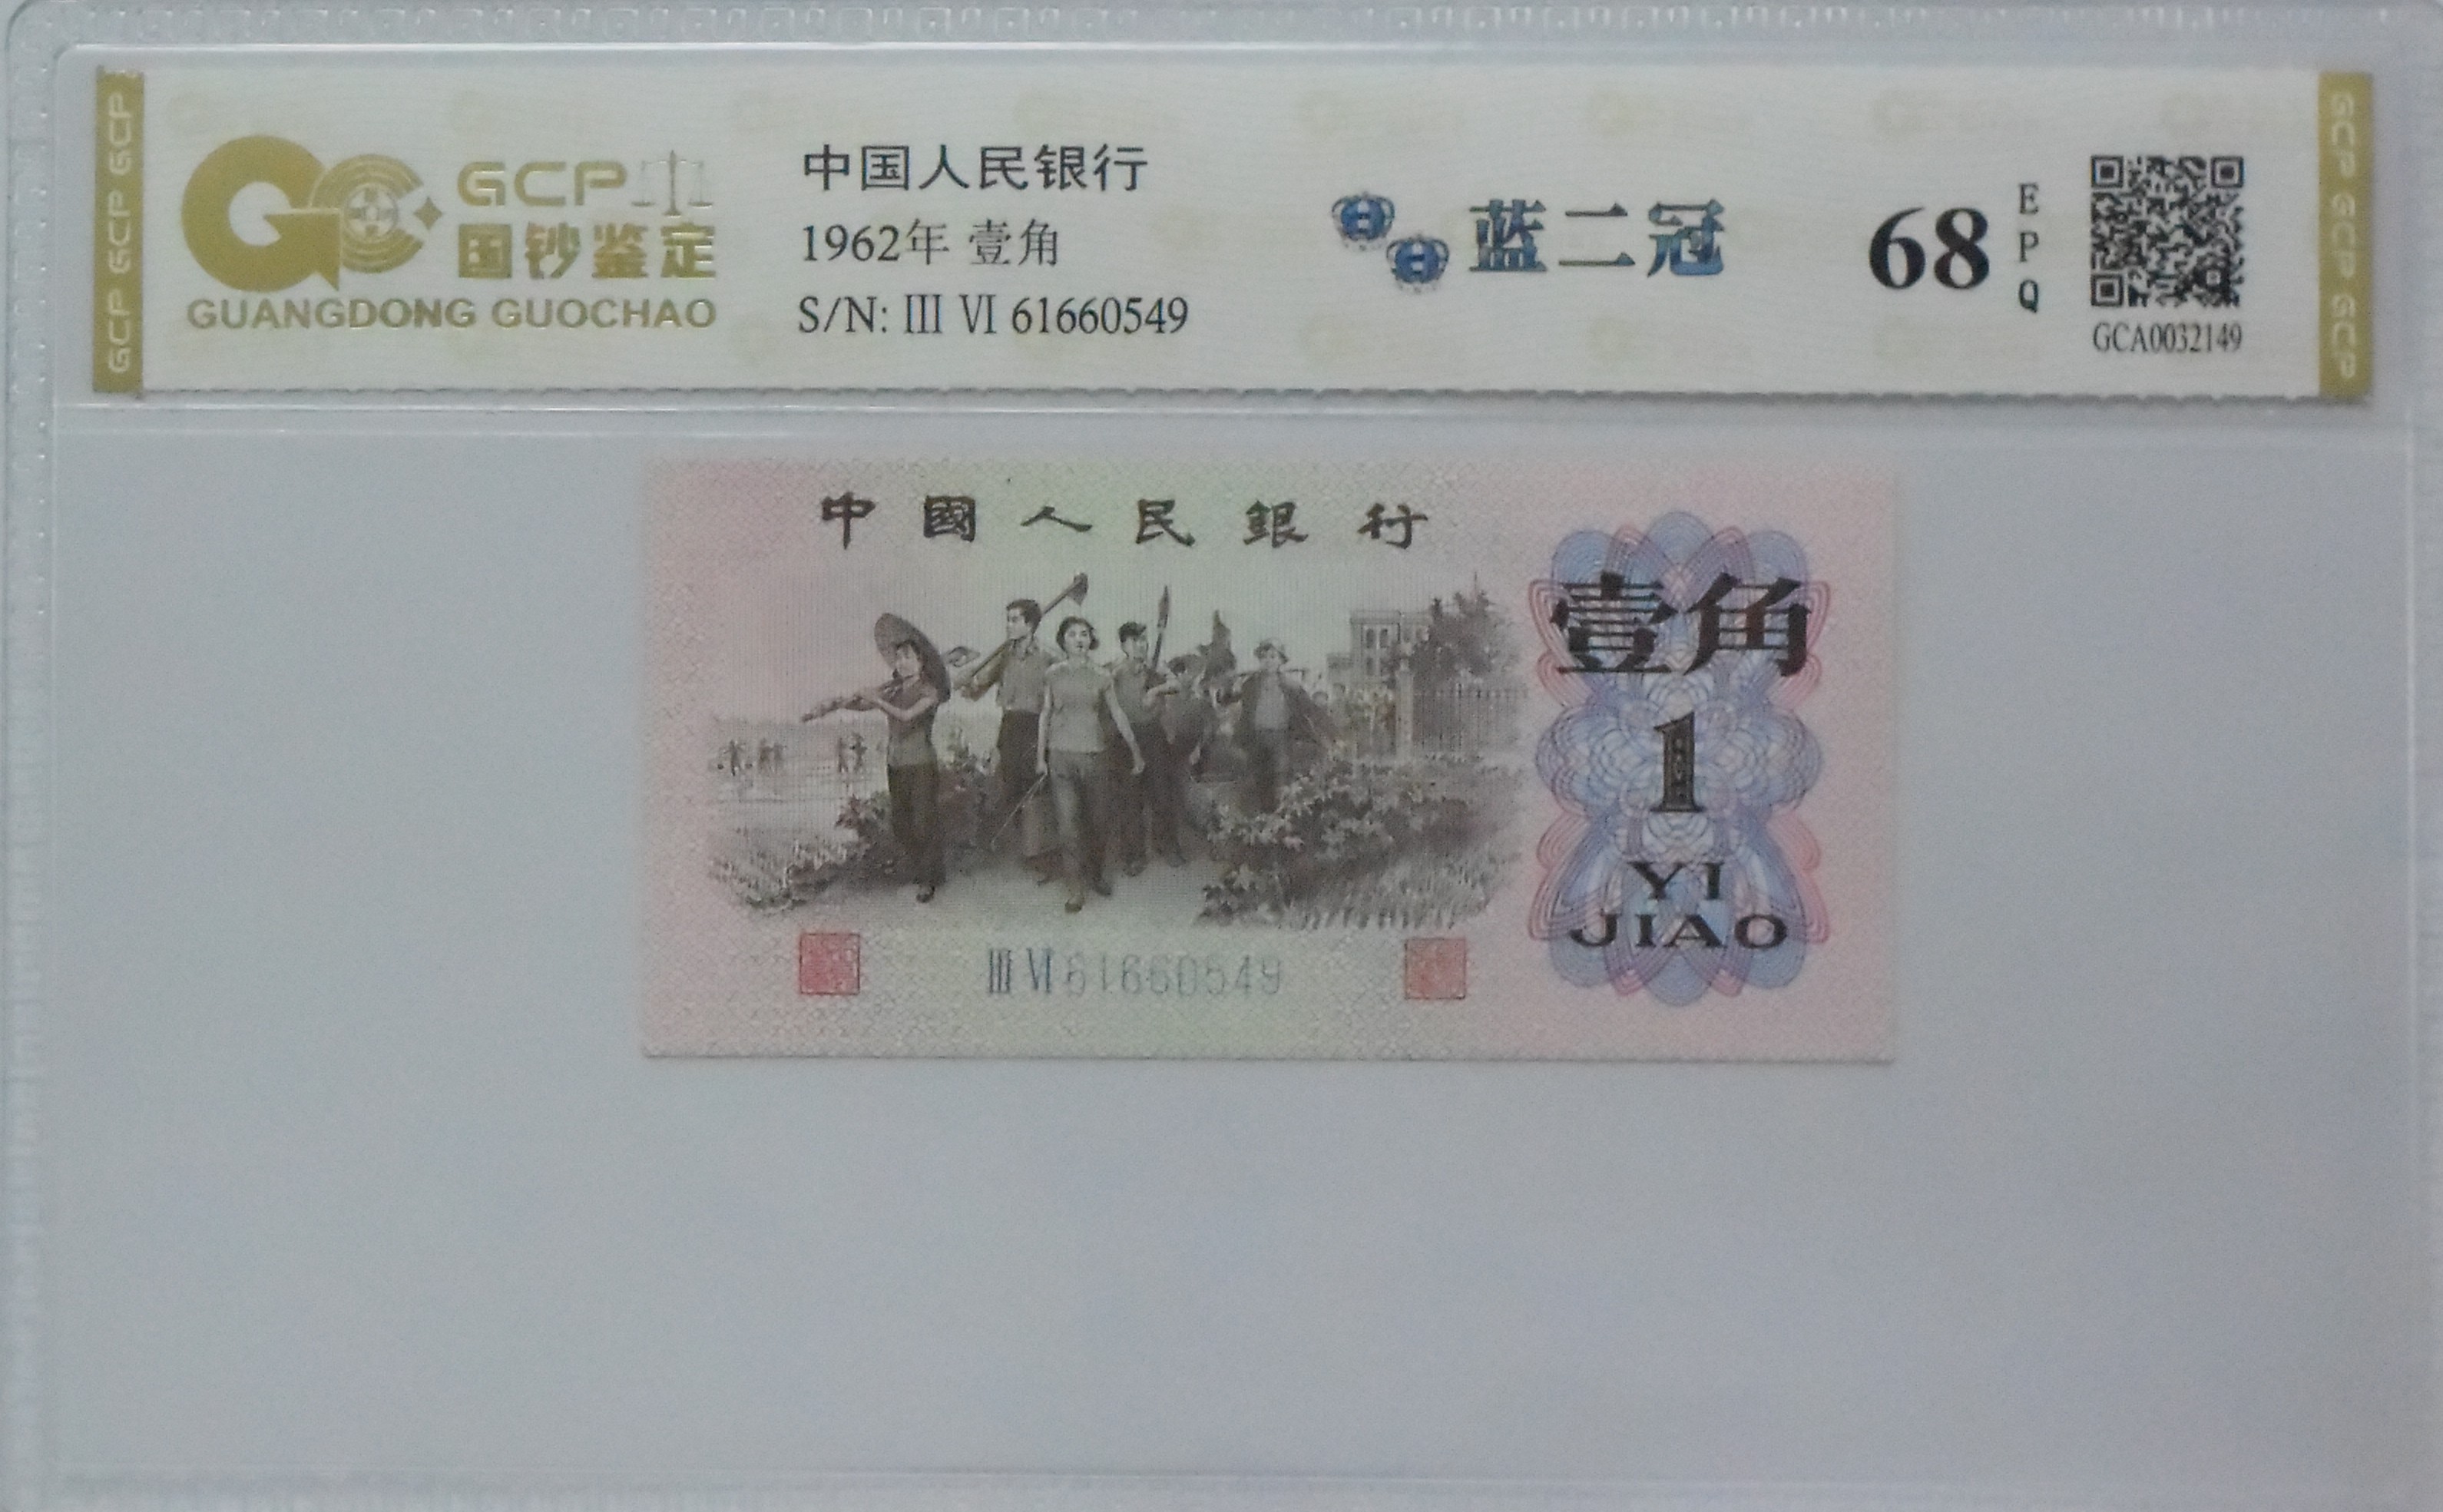 GCP GCP GCP
GCP
国钞鉴定
GUANGDONG GUOCHAO
中国人民银行
1962年 壹角
S/N: III VI 61660549
蓝二冠
68
EPQ
GCA0032149
GCP GCP GCP
中國人民銀行
壹角
1
YI
JIAO
III VI 61660549